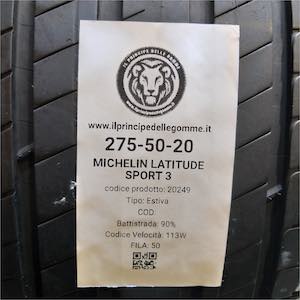 IL PRINCIPE DELLE GOMME
www.ilprincipedellegomme.it
275-50-20
MICHELIN LATITUDE
SPORT 3
codice prodotto: 20249
Tipo: Estiva
COD:
Battistrada: 90%
Codice Velocità: 113W
FILA: 50